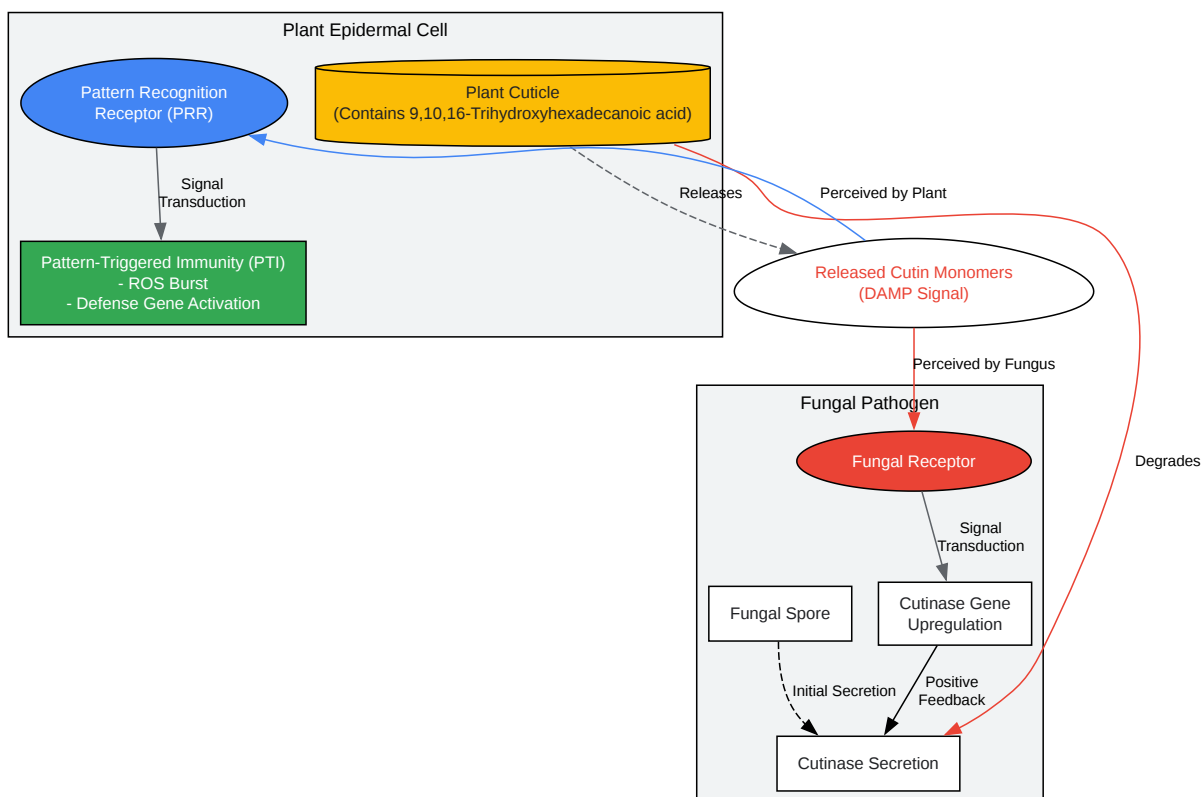 Plant Epidermal Cell
Pattern Recognition
Receptor (PRR)
Plant Cuticle
(Contains 9,10,16-Trihydroxyhexadecanoic acid)
Signal
Transduction
Releases
Perceived by Plant
Pattern-Triggered Immunity (PTI)
- ROS Burst
- Defense Gene Activation
Released Cutin Monomers
(DAMP Signal)
Perceived by Fungus
Fungal Pathogen
Fungal Receptor
Degrades
Signal
Transduction
Fungal Spore
Cutinase Gene
Upregulation
Initial Secretion
Positive
Feedback
Cutinase Secretion